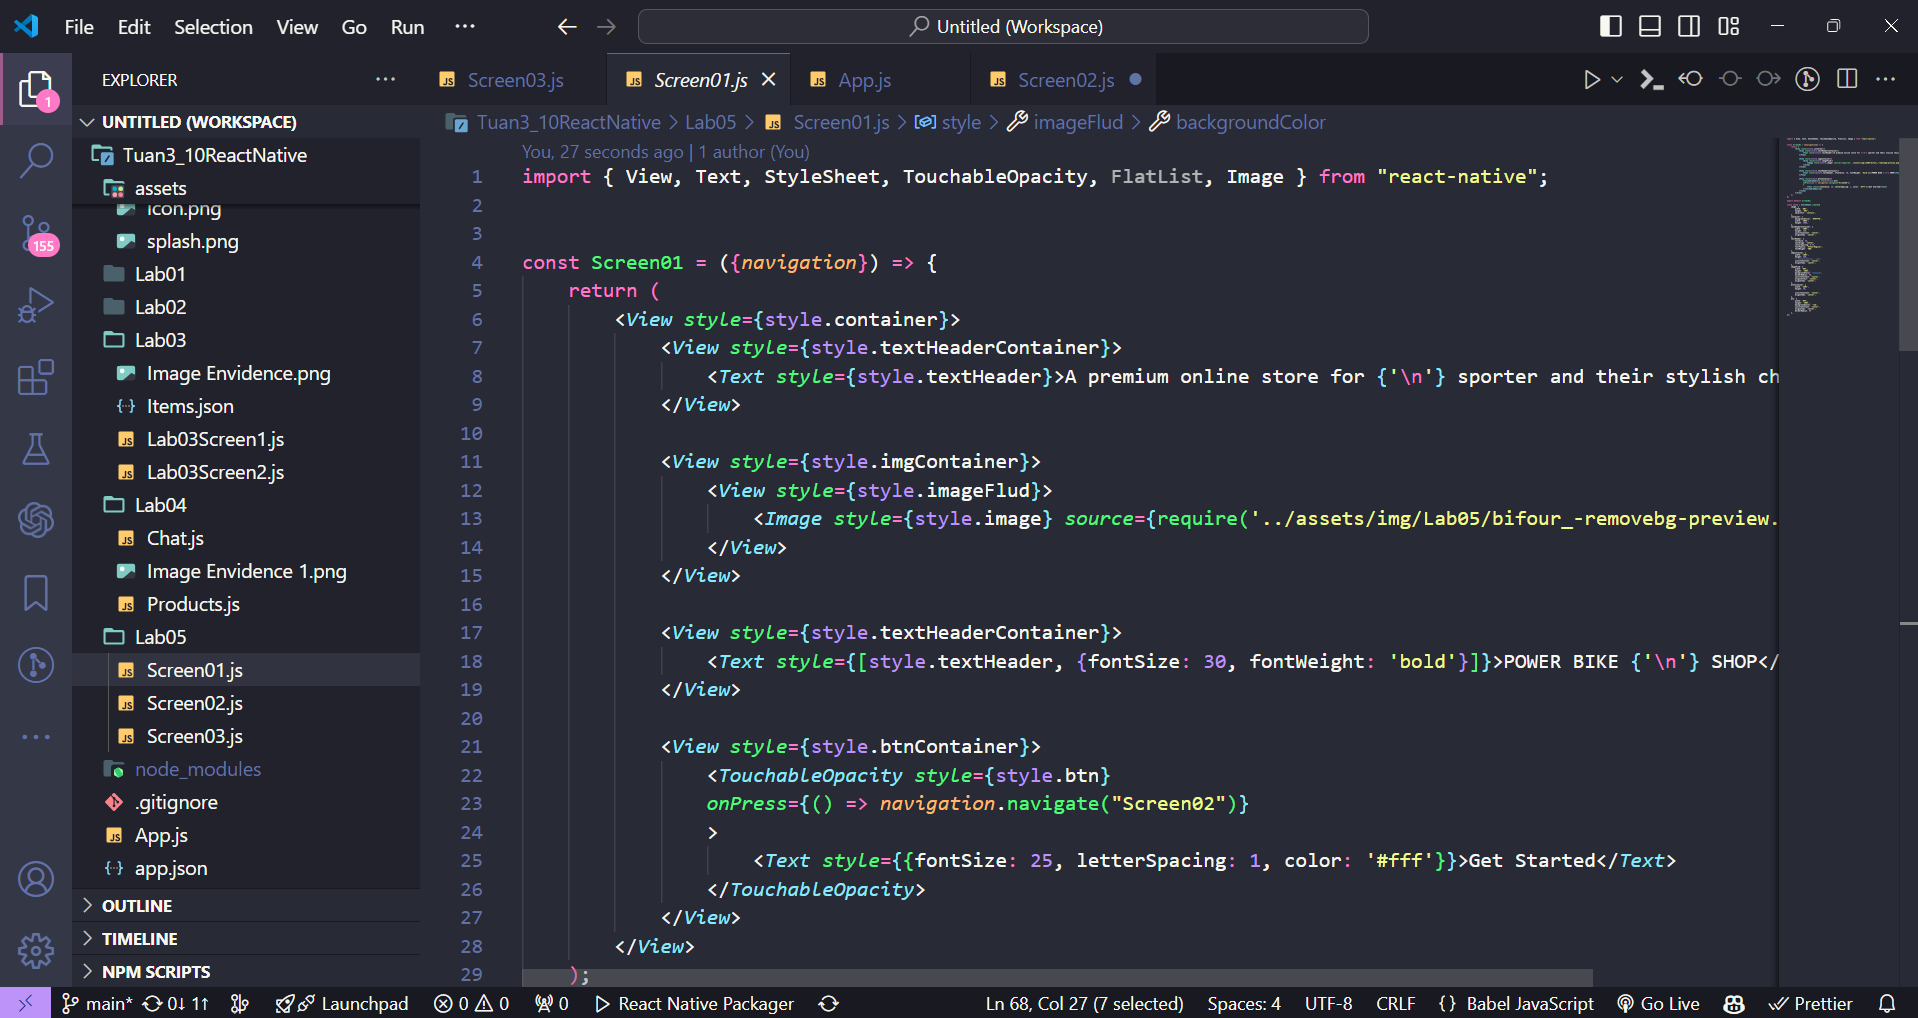 File Edit Selection View Go Run ··· Untitled (Workspace)
EXPLORER ···
Screen03.js Screen01.js App.js Screen02.js
1
UNTITLED (WORKSPACE)
Tuan3_10ReactNative > Lab05 > Screen01.js > style > imageFlud > backgroundColor
Tuan3_10ReactNative
assets
icon.png
splash.png
155
Lab01
Lab02
Lab03
Image Envidence.png
Items.json
Lab03Screen1.js
Lab03Screen2.js
Lab04
Chat.js
Image Envidence 1.png
Products.js
Lab05
Screen01.js
Screen02.js
Screen03.js
node_modules
.gitignore
App.js
app.json
OUTLINE
TIMELINE
NPM SCRIPTS
You, 27 seconds ago | 1 author (You)
1 import { View, Text, StyleSheet, TouchableOpacity, FlatList, Image } from "react-native";
2
3
4 const Screen01 = ({navigation}) => {
5 return (
6 <View style={style.container}>
7 <View style={style.textHeaderContainer}>
8 <Text style={style.textHeader}>A premium online store for {'\n'} sporter and their stylish ch
9 </View>
10
11 <View style={style.imgContainer}>
12 <View style={style.imageFlud}>
13 <Image style={style.image} source={require('../assets/img/Lab05/bifour_-removebg-preview.
14 </View>
15 </View>
16
17 <View style={style.textHeaderContainer}>
18 <Text style={[style.textHeader, {fontSize: 30, fontWeight: 'bold'}]}>POWER BIKE {'\n'} SHOP</
19 </View>
20
21 <View style={style.btnContainer}>
22 <TouchableOpacity style={style.btn}
23 onPress={() => navigation.navigate("Screen02")}
24 >
25 <Text style={{fontSize: 25, letterSpacing: 1, color: '#fff'}}>Get Started</Text>
26 </TouchableOpacity>
27 </View>
28 </View>
29 );
main* 0↓ 1↑ Launchpad 0 0 0 React Native Packager Ln 68, Col 27 (7 selected) Spaces: 4 UTF-8 CRLF {} Babel JavaScript Go Live Prettier